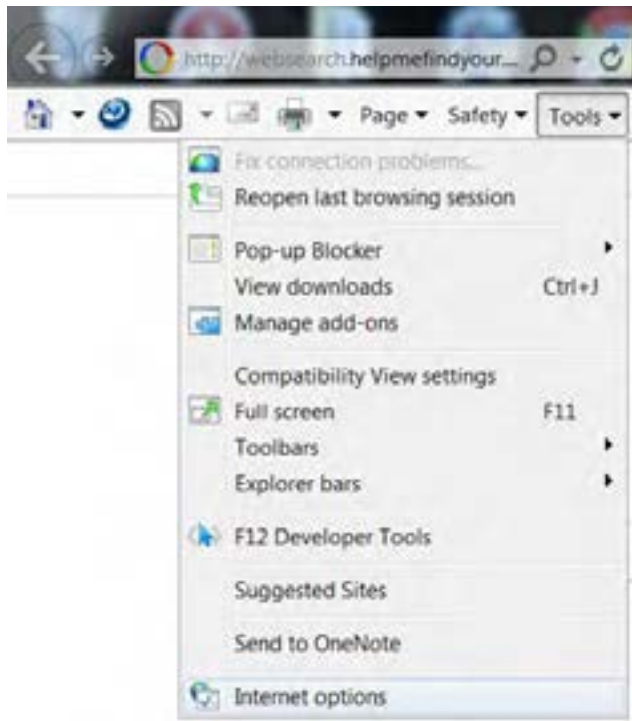 http://websearch.helpmefindyour...
Page Safety Tools
Fix connection problems...
Reopen last browsing session
Pop-up Blocker
View downloads Ctrl+J
Manage add-ons
Compatibility View settings
Full screen F11
Toolbars
Explorer bars
F12 Developer Tools
Suggested Sites
Send to OneNote
Internet options